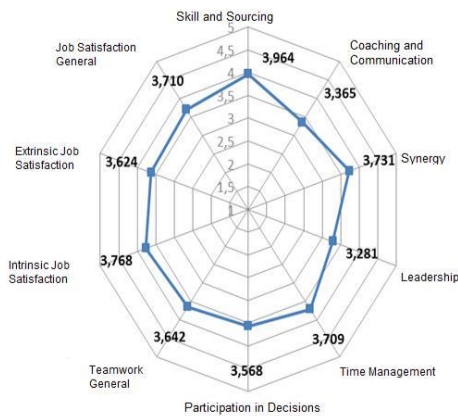 Skill and Sourcing
5
4,5
4
3,5
3
2,5
2
1,5
1
3,964
Coaching and
Communication
3,365
Synergy
3,731
Leadership
3,281
Time Management
3,709
Participation in Decisions
3,568
Teamwork
General
3,642
Intrinsic Job
Satisfaction
3,768
Extrinsic Job
Satisfaction
3,624
Job Satisfaction
General
3,710